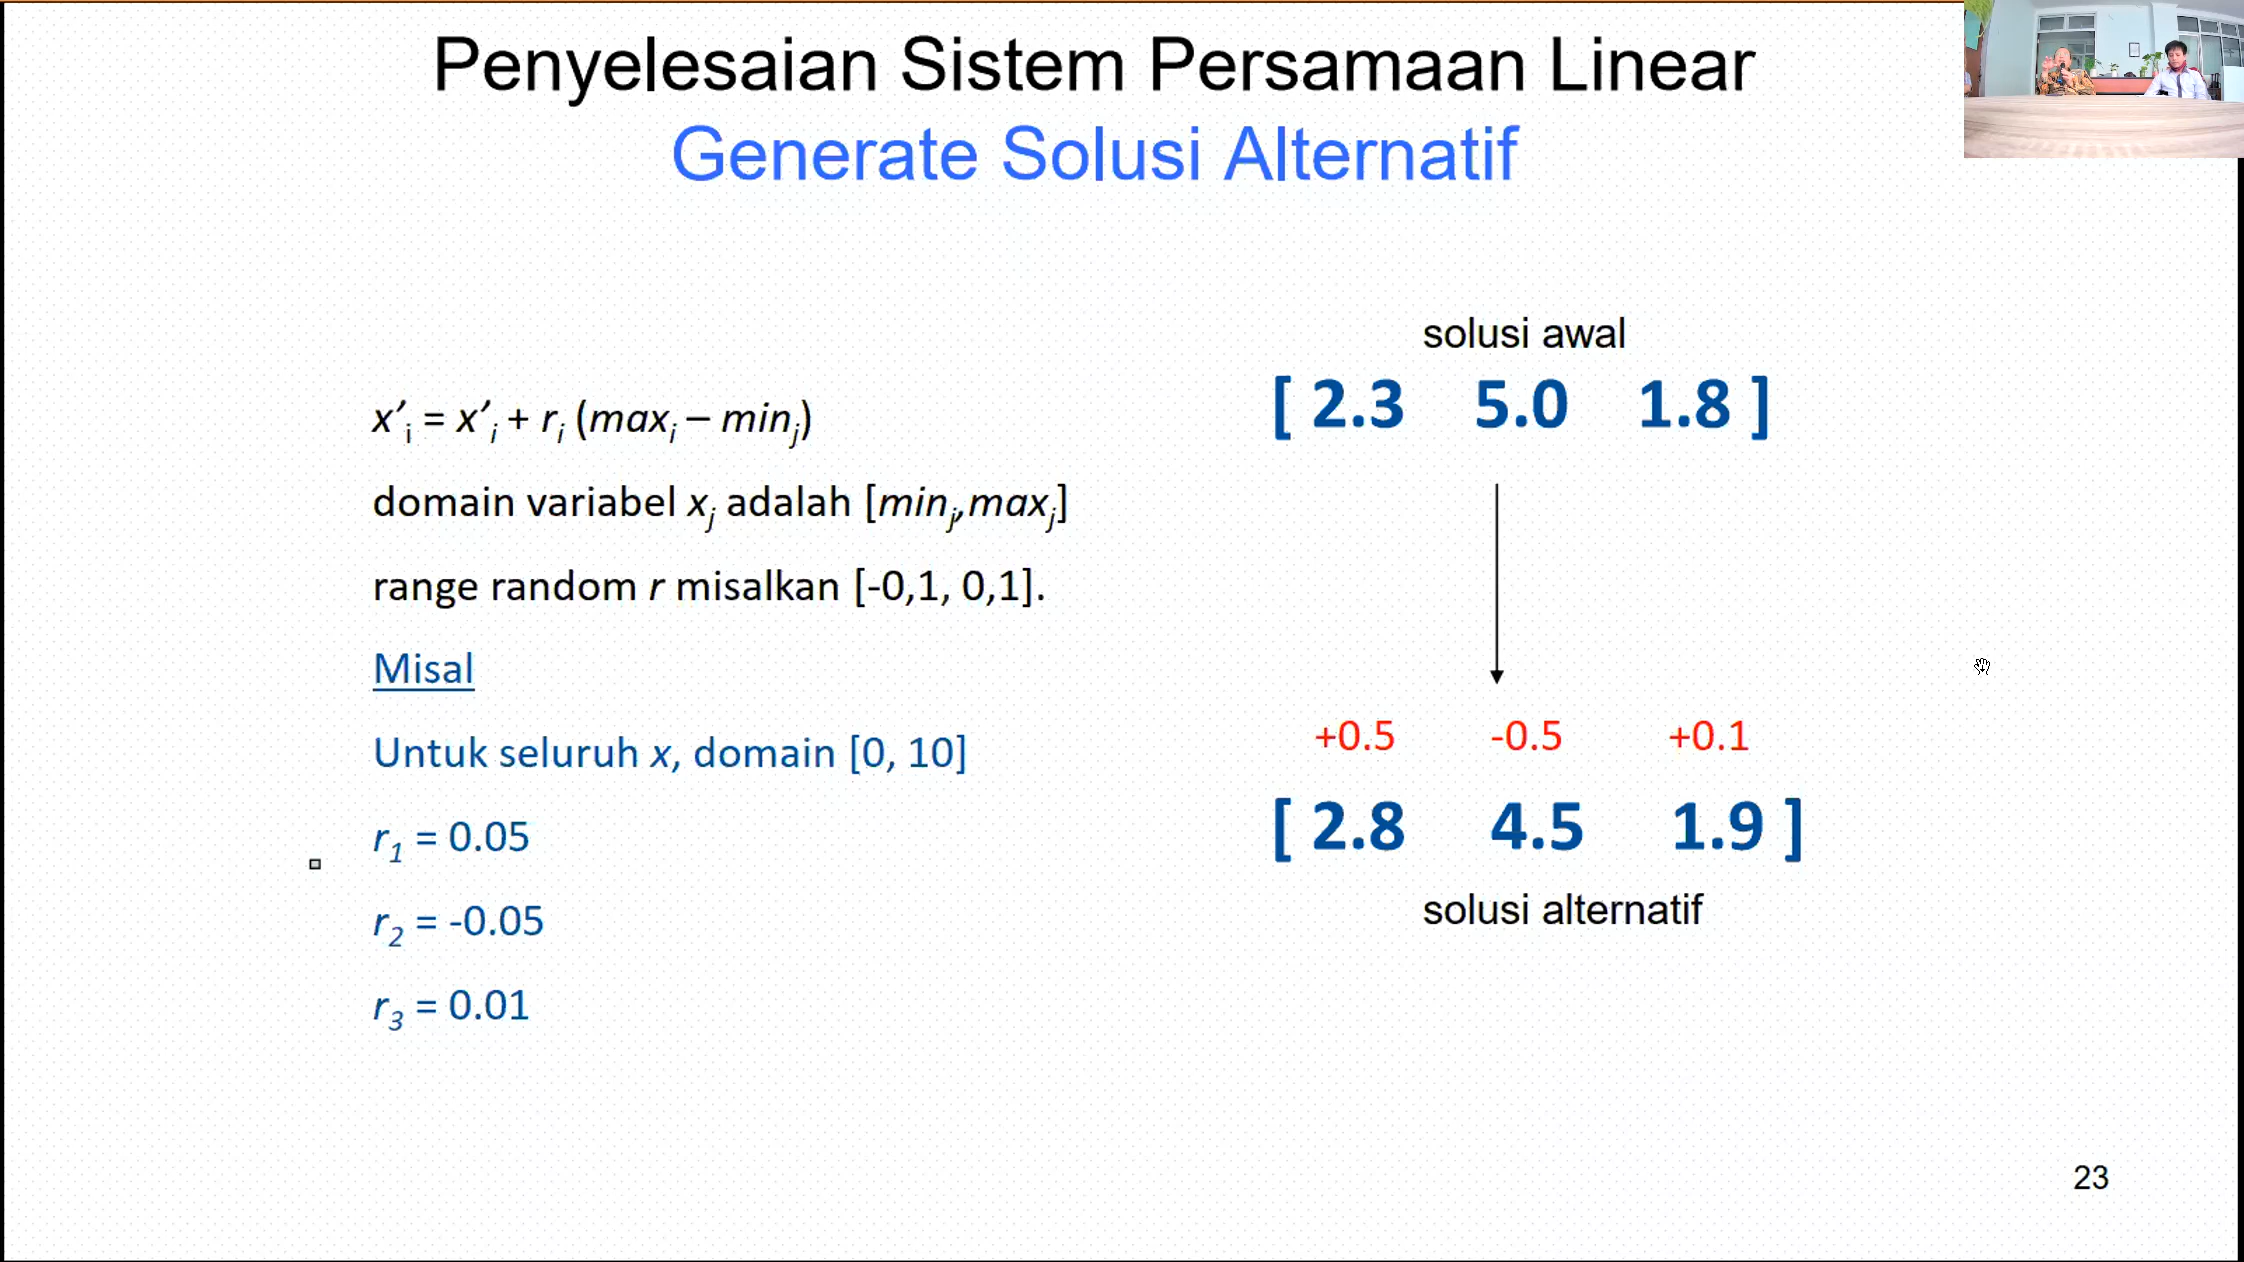 Penyelesaian Sistem Persamaan Linear
Generate Solusi Alternatif
x′i = x′i + ri (maxi – minj)
domain variabel xj adalah [minj,maxj]
range random r misalkan [-0,1, 0,1].
Misal
Untuk seluruh x, domain [0, 10]
r1 = 0.05
r2 = -0.05
r3 = 0.01
solusi awal
[ 2.3 5.0 1.8 ]
+0.5 -0.5 +0.1
[ 2.8 4.5 1.9 ]
solusi alternatif
23